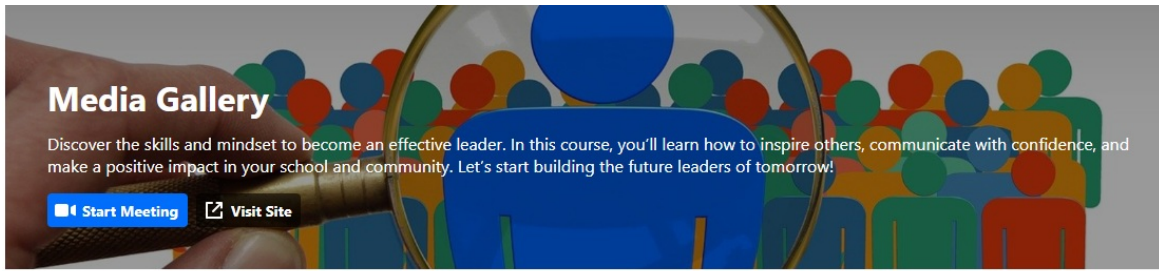 Media Gallery
Discover the skills and mindset to become an effective leader. In this course, you’ll learn how to inspire others, communicate with confidence, and
make a positive impact in your school and community. Let’s start building the future leaders of tomorrow!
Start Meeting
Visit Site